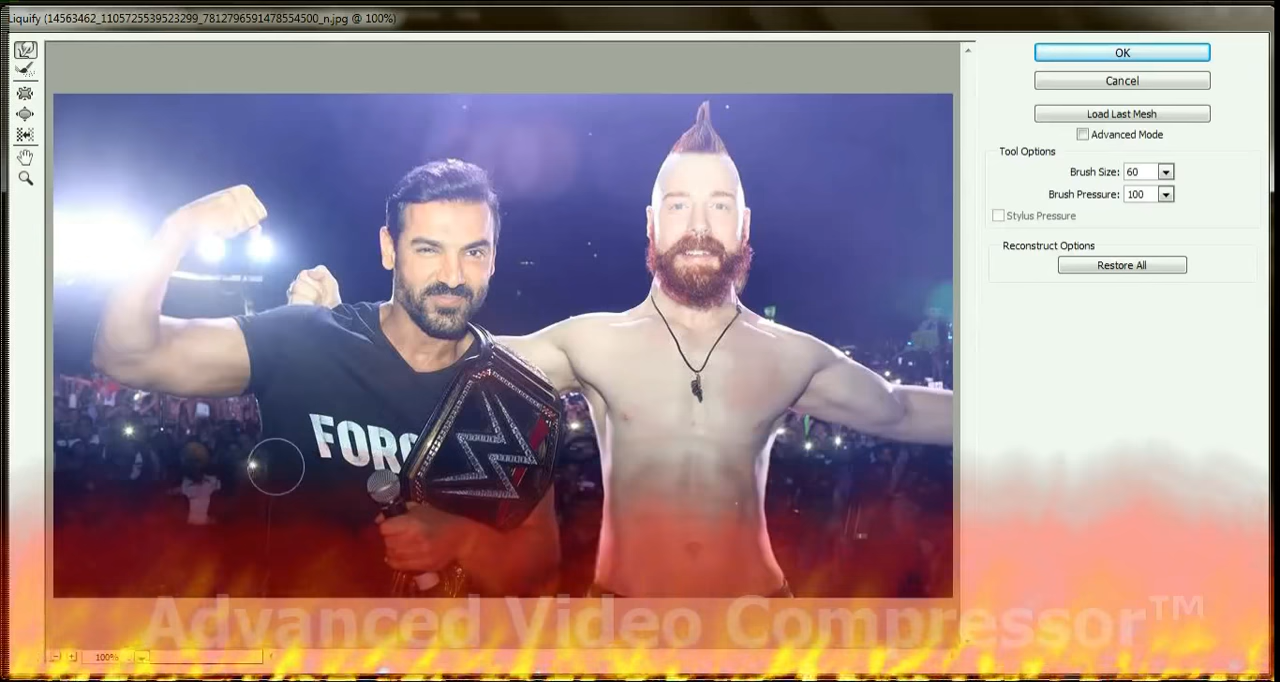 Liquify (14563462_1105725539523299_7812796591478554500_n.jpg @ 100%)
OK
Cancel
Load Last Mesh
Advanced Mode
Tool Options
Brush Size: 60
Brush Pressure: 100
Stylus Pressure
Reconstruct Options
Restore All
FORC
Advanced Video Compressor™
100%